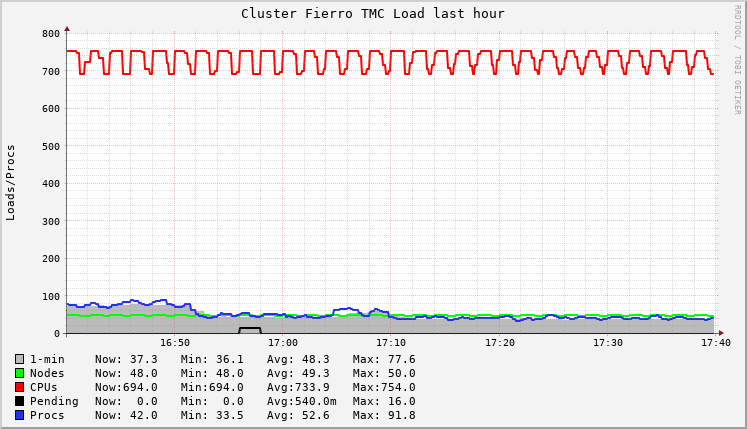 Cluster Fierro TMC Load last hour
RRDTOOL / TOBI OETIKER
Loads/Procs
800
700
600
500
400
300
200
100
0
16:50 17:00 17:10 17:20 17:30 17:40
1-min Now: 37.3 Min: 36.1 Avg: 48.3 Max: 77.6
Nodes Now: 48.0 Min: 48.0 Avg: 49.3 Max: 50.0
CPUs Now:694.0 Min:694.0 Avg:733.9 Max:754.0
Pending Now: 0.0 Min: 0.0 Avg:540.0m Max: 16.0
Procs Now: 42.0 Min: 33.5 Avg: 52.6 Max: 91.8